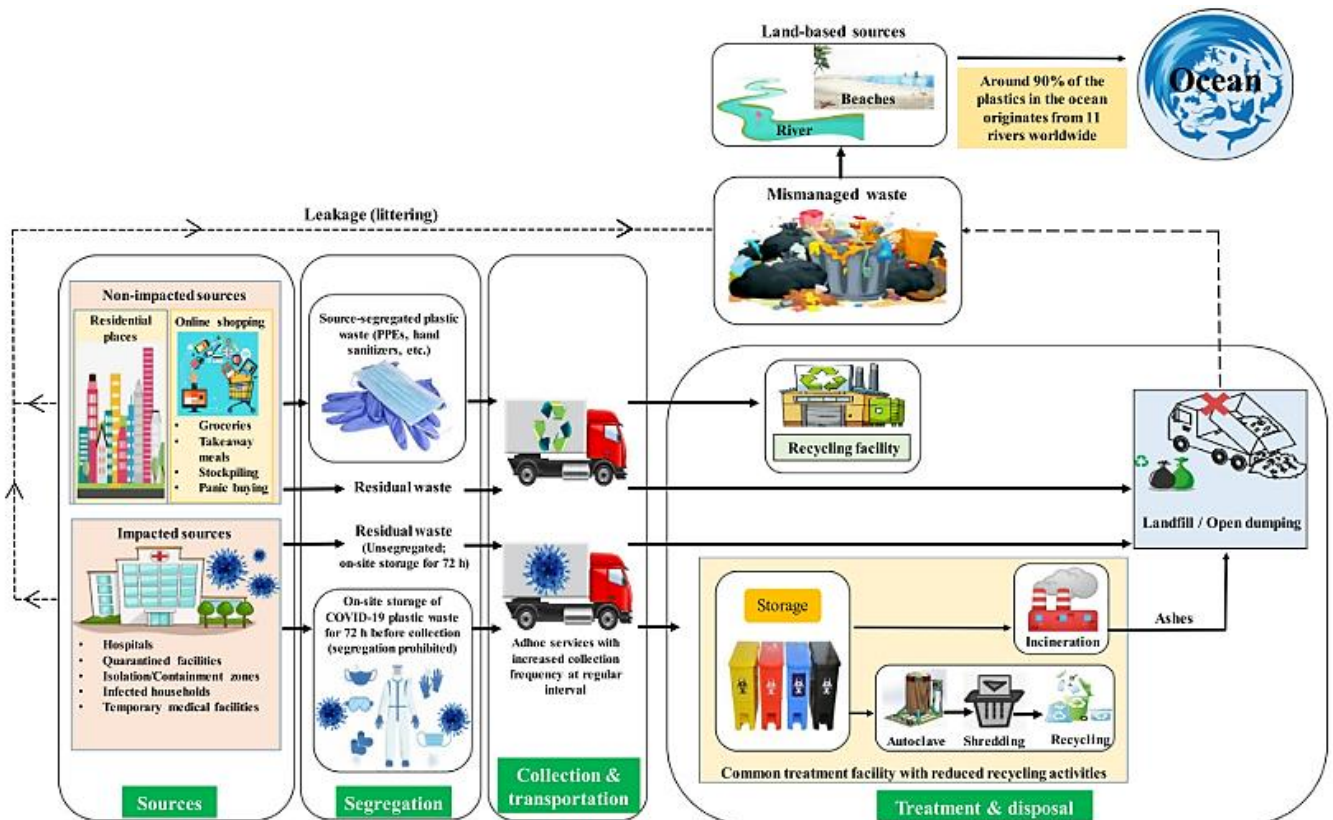 Land-based sources
Beaches
River
Around 90% of the
plastics in the ocean
originates from 11
rivers worldwide
Ocean
Mismanaged waste
Leakage (littering)
Non-impacted sources
Residential
places
Online shopping
• Groceries
• Takeaway
meals
• Stockpiling
• Panic buying
Impacted sources
• Hospitals
• Quarantined facilities
• Isolation/Containment zones
• Infected households
• Temporary medical facilities
Sources
Source-segregated plastic
waste (PPEs, hand
sanitizers, etc.)
Residual waste
Residual waste
(Unsegregated;
on-site storage for 72 h)
On-site storage of
COVID-19 plastic waste
for 72 h before collection
(segregation prohibited)
Segregation
Adhoc services with
increased collection
frequency at regular
interval
Collection &
transportation
Recycling facility
Landfill / Open dumping
Storage
Incineration
Ashes
Autoclave
Shredding
Recycling
Common treatment facility with reduced recycling activities
Treatment & disposal